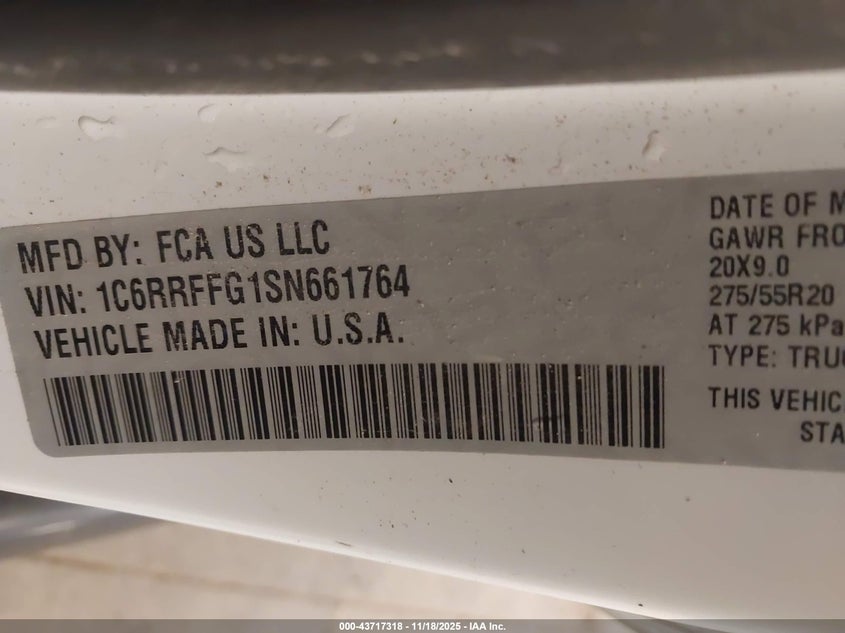 MFD BY: FCA US LLC
VIN: 1C6RRFFG1SN661764
VEHICLE MADE IN: U.S.A.
DATE OF M
GAWR FRO
20X9.0
275/55R20
AT 275 kPa
TYPE: TRU
THIS VEHIC
STA
000-43717318 - 11/18/2025 - IAA Inc.